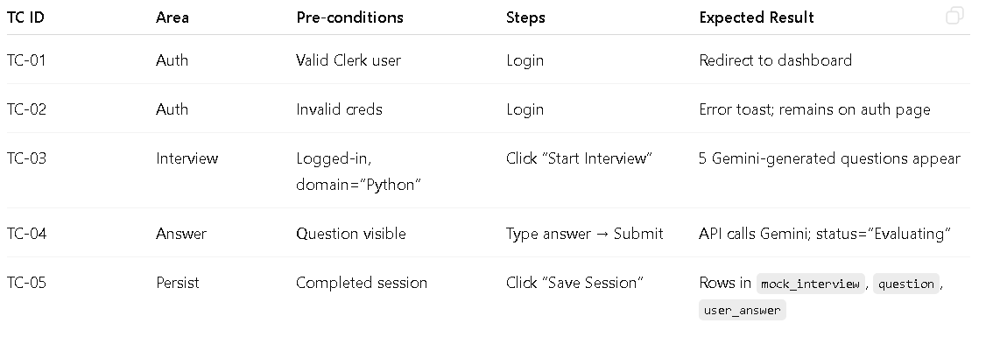 TC ID Area Pre-conditions Steps Expected Result
TC-01 Auth Valid Clerk user Login Redirect to dashboard
TC-02 Auth Invalid creds Login Error toast; remains on auth page
TC-03 Interview Logged-in, Click “Start Interview” 5 Gemini-generated questions appear
domain=“Python”
TC-04 Answer Question visible Type answer → Submit API calls Gemini; status=“Evaluating”
TC-05 Persist Completed session Click “Save Session” Rows in mock_interview, question,
user_answer